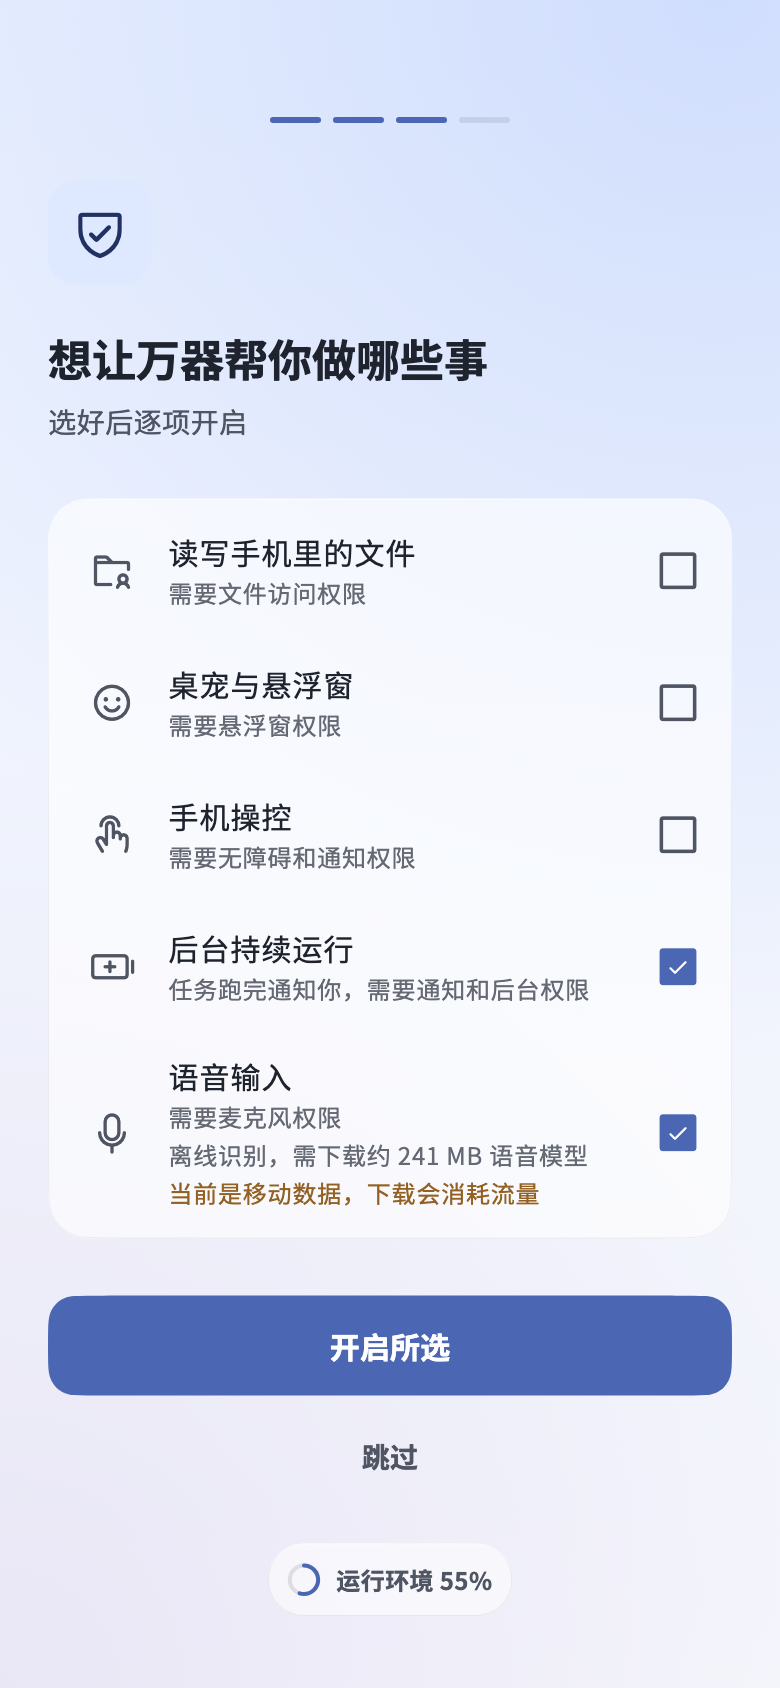 想让万器帮你做哪些事
选好后逐项开启
读写手机里的文件
需要文件访问权限
桌宠与悬浮窗
需要悬浮窗权限
手机操控
需要无障碍和通知权限
后台持续运行
任务跑完通知你，需要通知和后台权限
语音输入
需要麦克风权限
离线识别，需下载约 241 MB 语音模型
当前是移动数据，下载会消耗流量
开启所选
跳过
运行环境 55%